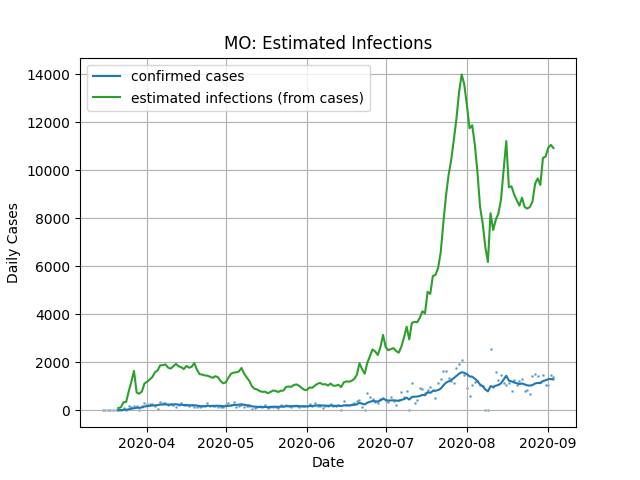 MO: Estimated Infections
confirmed cases
estimated infections (from cases)
14000
12000
10000
8000
6000
4000
2000
0
Daily Cases
2020-04 2020-05 2020-06 2020-07 2020-08 2020-09
Date